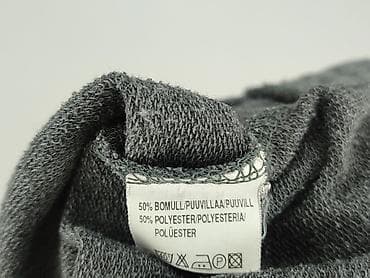 50% BOMULL/PUUVILLAA/PUUVILL
50% POLYESTER/POLYESTERIA/
POLÜESTER